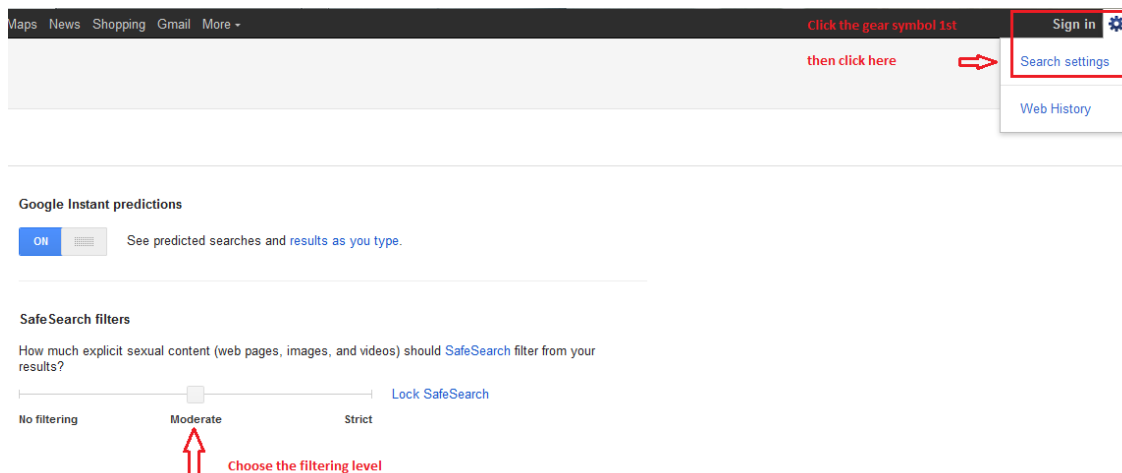 Maps News Shopping Gmail More
Click the gear symbol 1st
Sign in
then click here
Search settings
Web History
Google Instant predictions
ON
See predicted searches and results as you type.
SafeSearch filters
How much explicit sexual content (web pages, images, and videos) should SafeSearch filter from your
results?
Lock SafeSearch
No filtering Moderate Strict
Choose the filtering level